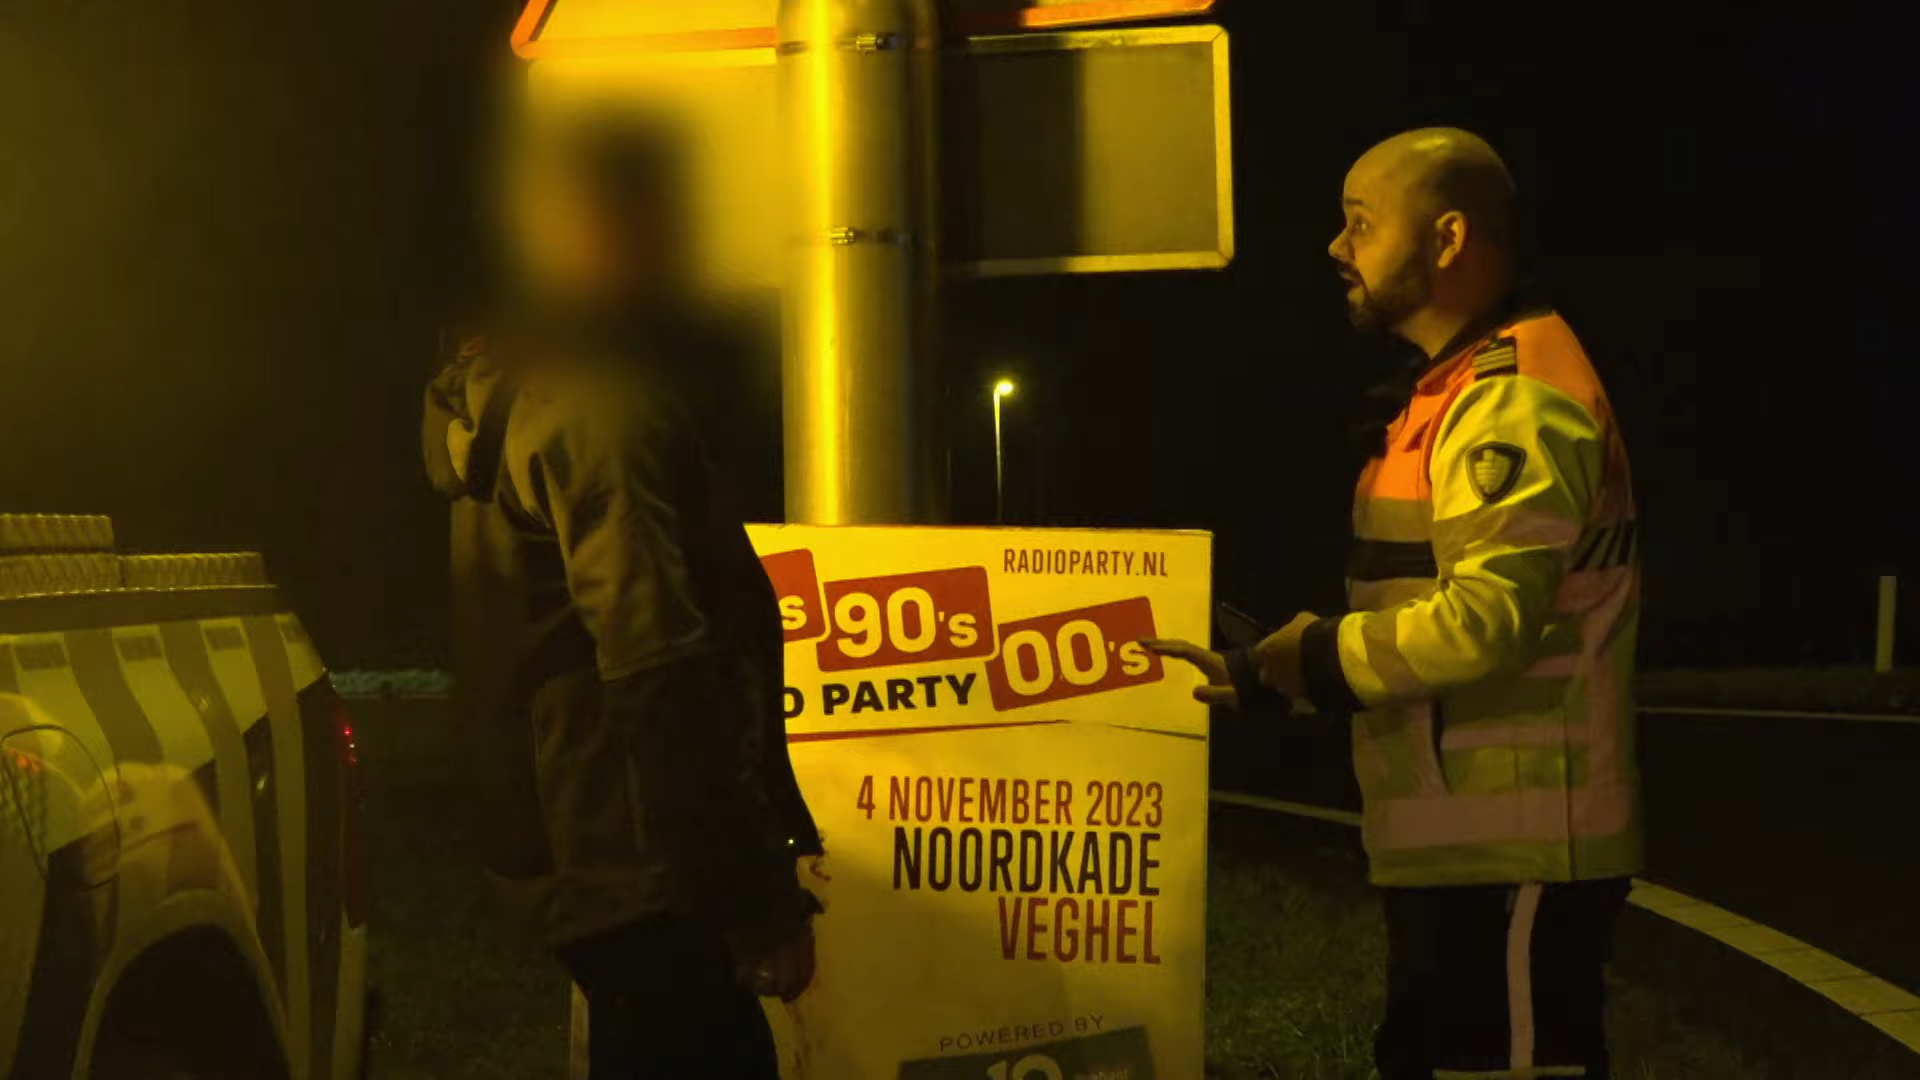 RADIOPARTY.NL
's 90's 00's
O PARTY
4 NOVEMBER 2023
NOORDKADE
VEGHEL
POWERED BY